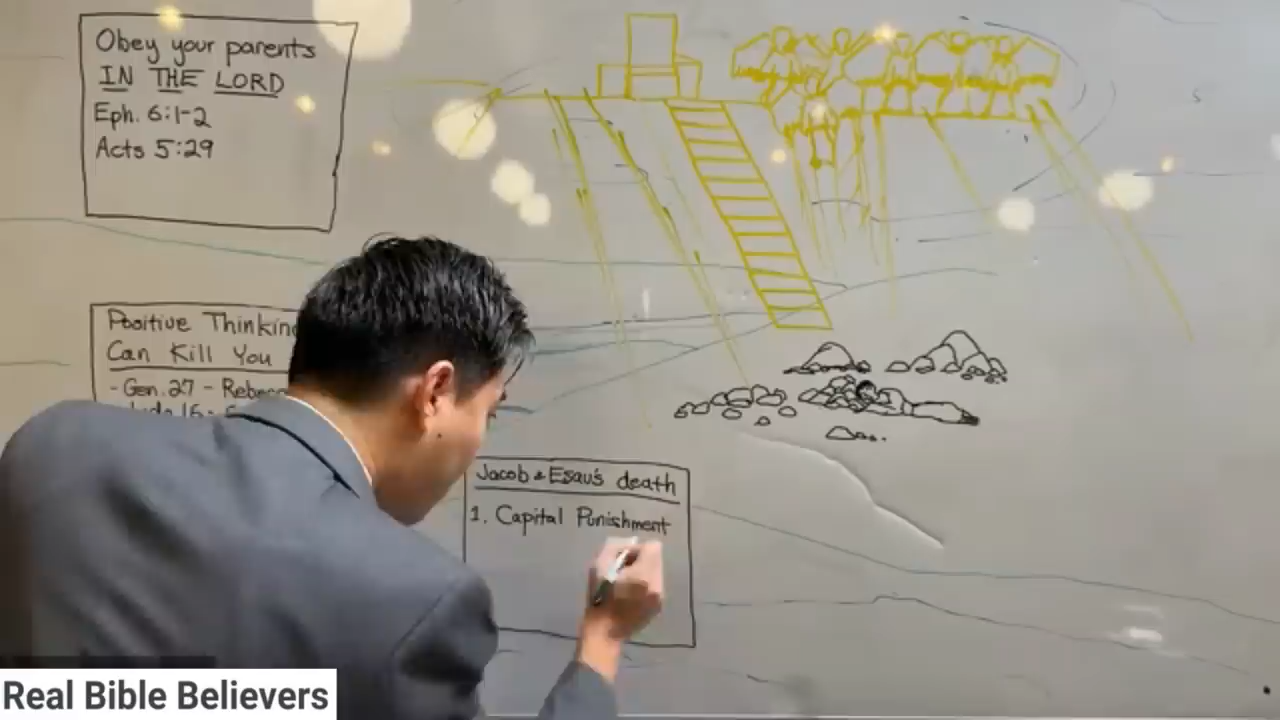 Obey your parents
IN THE LORD
Eph. 6:1-2
Acts 5:29
Positive Thinkin
Can Kill You
- Gen. 27 - Rebe
Jacob & Esau's death
1. Capital Punishment
Real Bible Believers